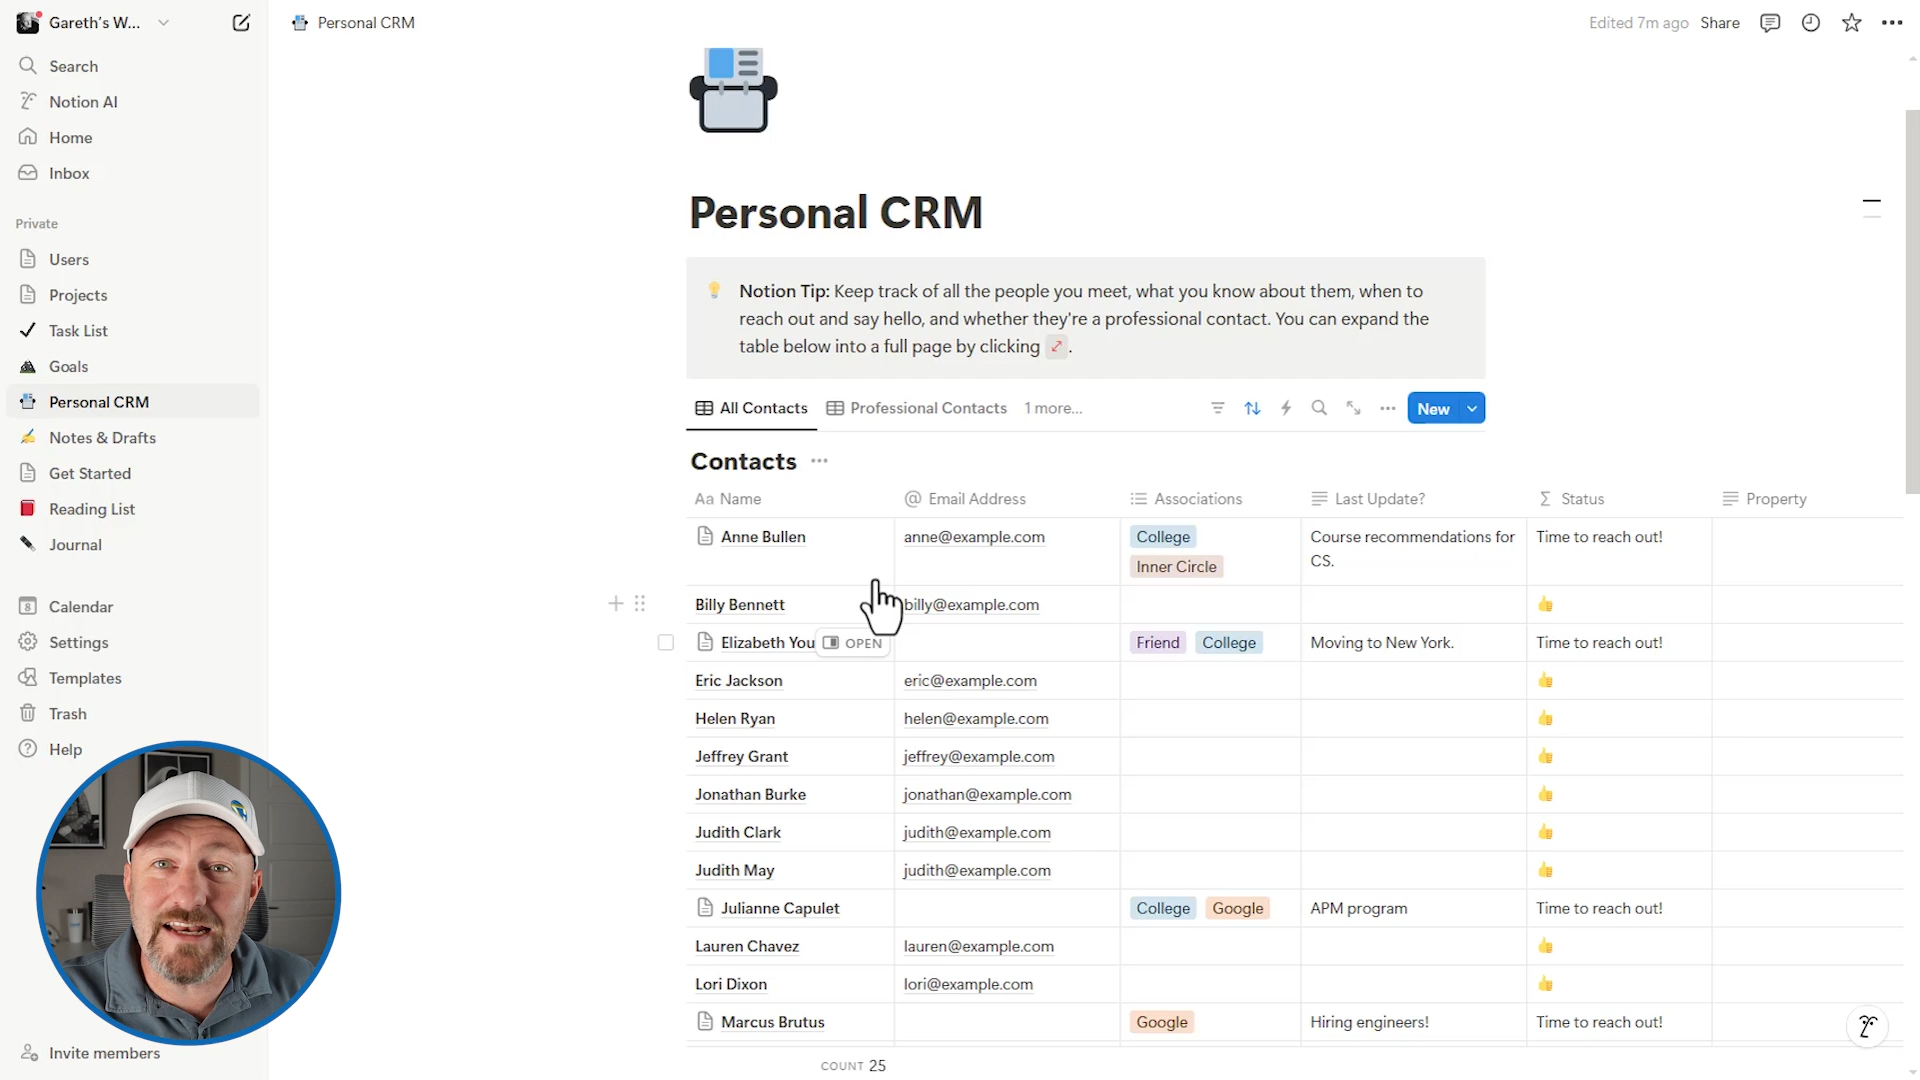 Gareth's W...
Personal CRM
Edited 7m ago
Share
Search
Notion AI
Home
Inbox
Private
Users
Projects
Task List
Goals
Personal CRM
Notes & Drafts
Get Started
Reading List
Journal
8
Calendar
Settings
Templates
Trash
Help
Invite members
Personal CRM
Notion Tip: Keep track of all the people you meet, what you know about them, when to
reach out and say hello, and whether they're a professional contact. You can expand the
table below into a full page by clicking .
All Contacts Professional Contacts 1 more... New
Contacts
Aa Name @ Email Address Associations Last Update? Σ Status Property
Anne Bullen anne@example.com College Course recommendations for Time to reach out!
Inner Circle CS.
Billy Bennett billy@example.com 👍
Elizabeth You OPEN Friend College Moving to New York. Time to reach out!
Eric Jackson eric@example.com 👍
Helen Ryan helen@example.com 👍
Jeffrey Grant jeffrey@example.com 👍
Jonathan Burke jonathan@example.com 👍
Judith Clark judith@example.com 👍
Judith May judith@example.com 👍
Julianne Capulet College Google APM program Time to reach out!
Lauren Chavez lauren@example.com 👍
Lori Dixon lori@example.com 👍
Marcus Brutus Google Hiring engineers! Time to reach out!
COUNT 25